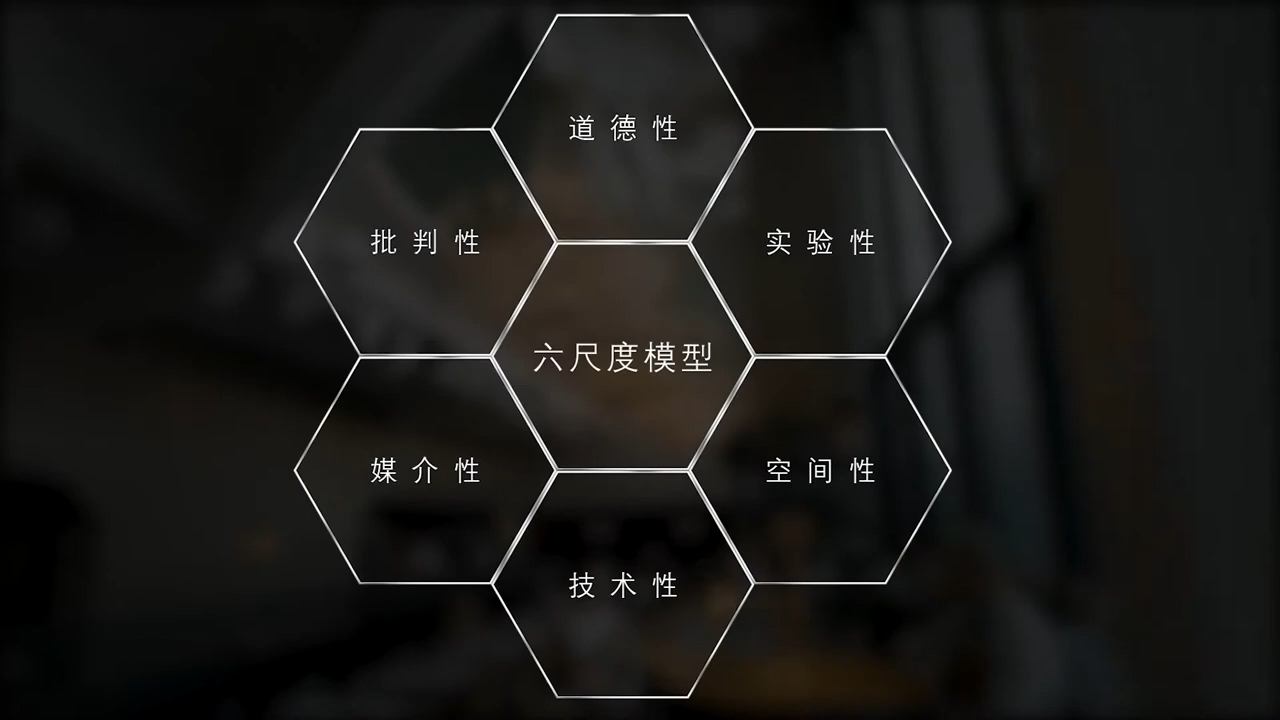 道德性
批判性
实验性
六尺度模型
媒介性
空间性
技术性